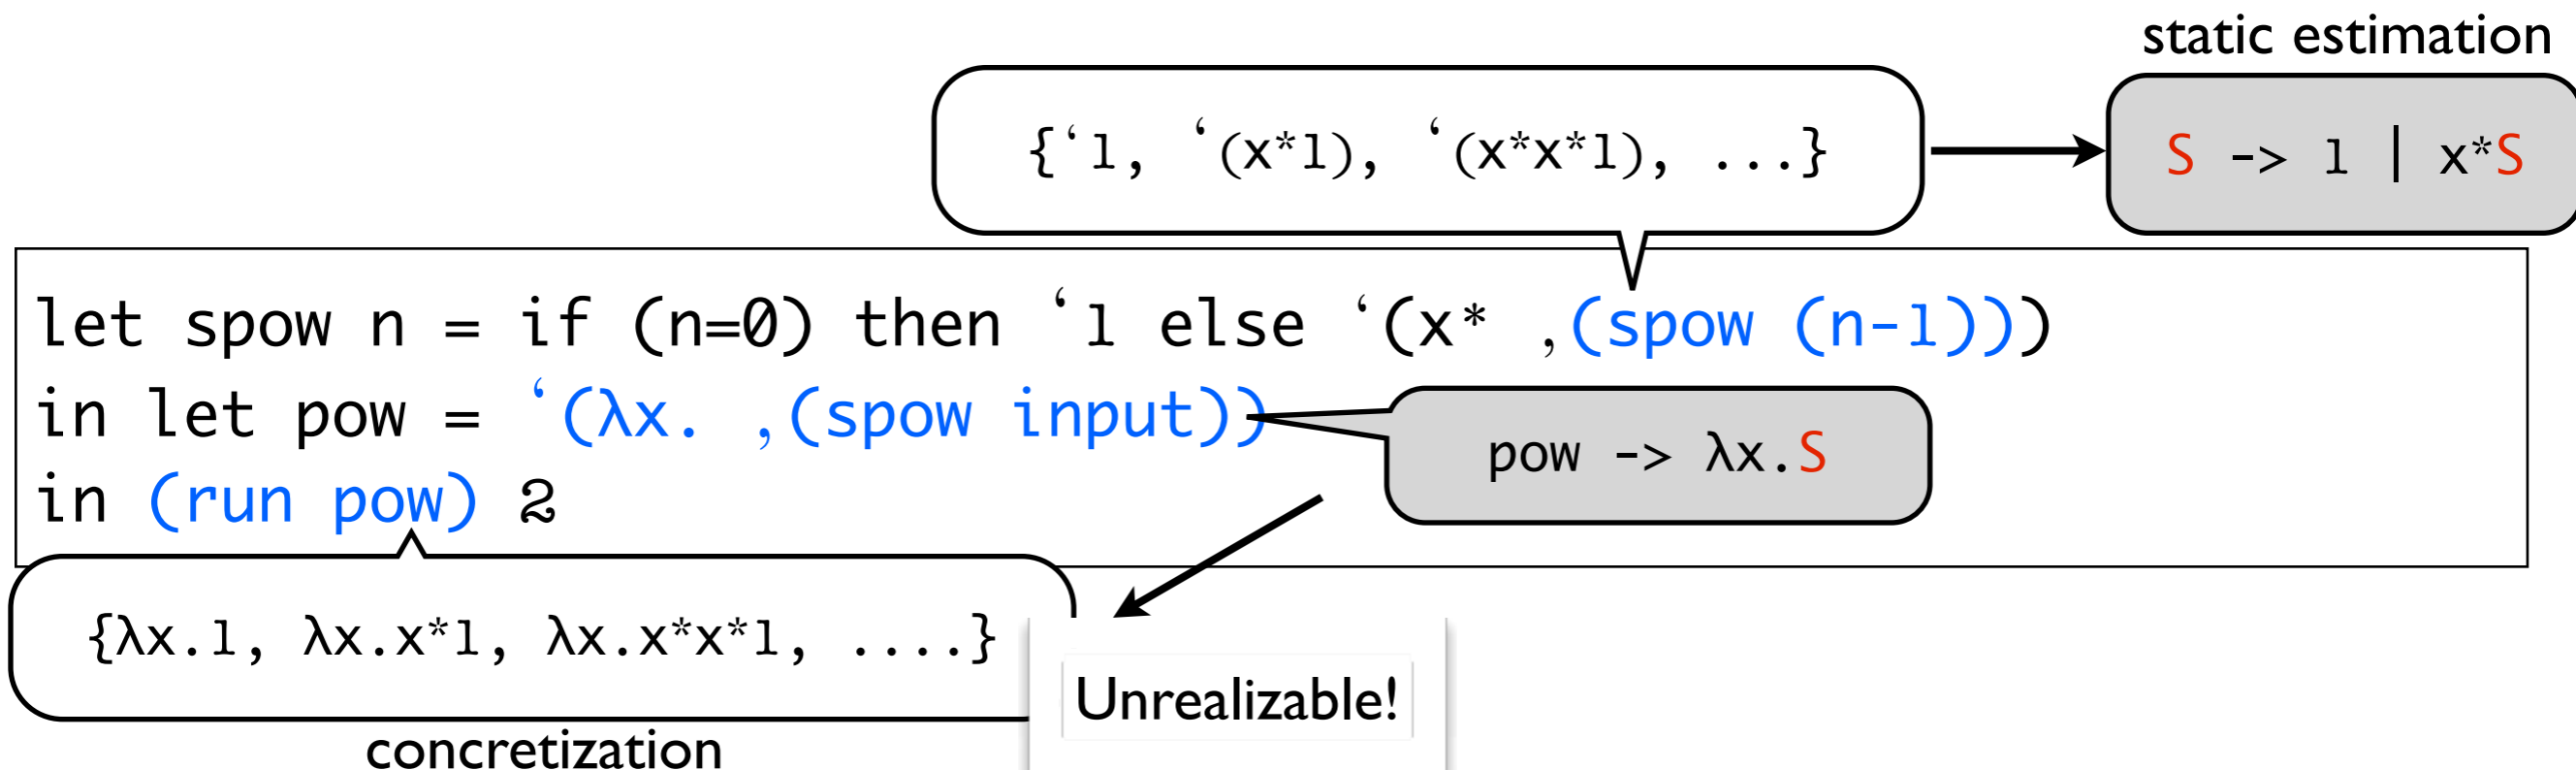 static estimation
{‘1, ‘(x*1), ‘(x*x*1), ...}
S -> 1 | x*S
let spow n = if (n=0) then ‘1 else ‘(x* ,(spow (n-1)))
in let pow = ‘(λx. ,(spow input))
pow -> λx.S
in (run pow) 2
{λx.1, λx.x*1, λx.x*x*1, ....}
Unrealizable!
concretization